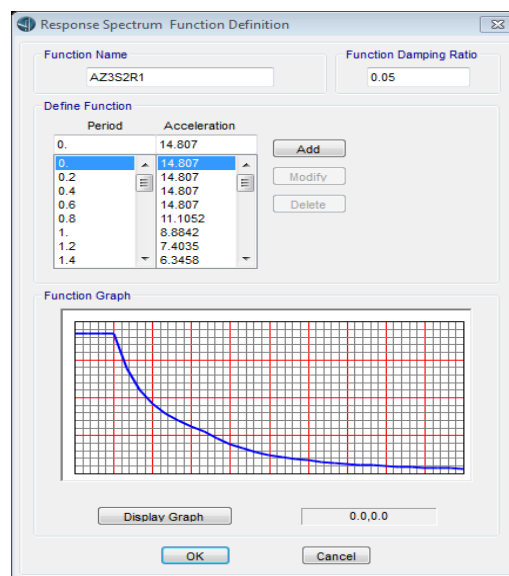 Response Spectrum Function Definition
Function Name
Function Damping Ratio
AZ3S2R1
0.05
Define Function
Period Acceleration
0. 14.807
Add
0. 14.807
0.2 14.807
Modify
0.4 14.807
0.6 14.807
Delete
0.8 11.1052
1. 8.8842
1.2 7.4035
1.4 6.3458
Function Graph
Display Graph
0.0,0.0
OK
Cancel